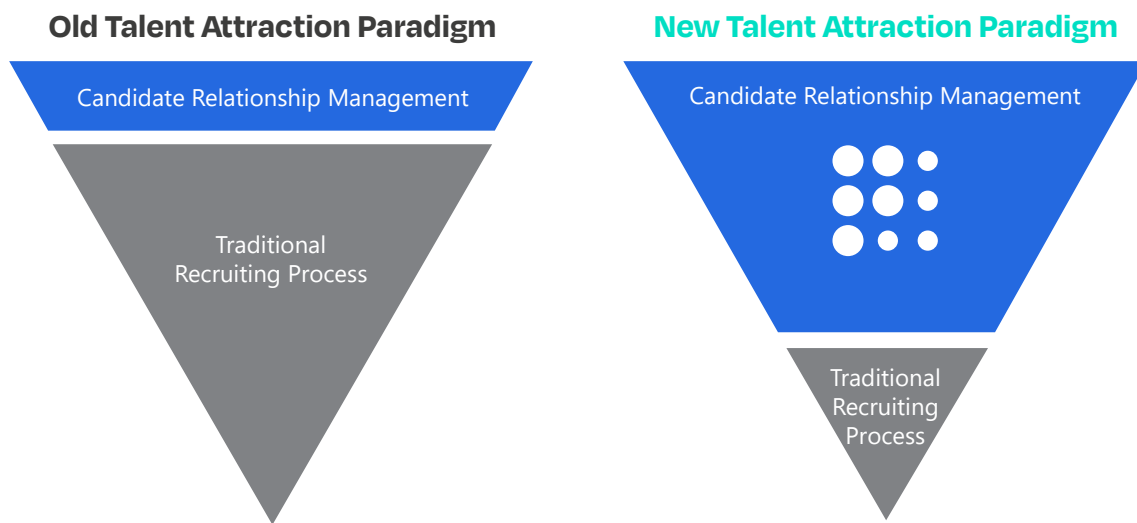 Old Talent Attraction Paradigm
Candidate Relationship Management
Traditional
Recruiting Process
New Talent Attraction Paradigm
Candidate Relationship Management
Traditional
Recruiting
Process